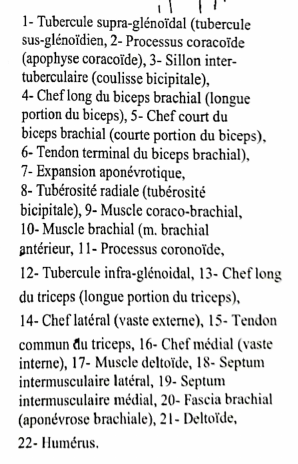 1- Tubercule supra-glénoïdal (tubercule
sus-glénoïdien, 2- Processus coracoïde
(apophyse coracoïde), 3- Sillon inter-
tuberculaire (coulisse bicipitale),
4- Chef long du biceps brachial (longue
portion du biceps), 5- Chef court du
biceps brachial (courte portion du biceps),
6- Tendon terminal du biceps brachial),
7- Expansion aponévrotique,
8- Tubérosité radiale (tubérosité
bicipitale), 9- Muscle coraco-brachial,
10- Muscle brachial (m. brachial
antérieur, 11- Processus coronoïde,
12- Tubercule infra-glénoidal, 13- Chef long
du triceps (longue portion du triceps),
14- Chef latéral (vaste externe), 15- Tendon
commun du triceps, 16- Chef médial (vaste
interne), 17- Muscle deltoïde, 18- Septum
intermusculaire latéral, 19- Septum
intermusculaire médial, 20- Fascia brachial
(aponévrose brachiale), 21- Deltoïde,
22- Humérus.